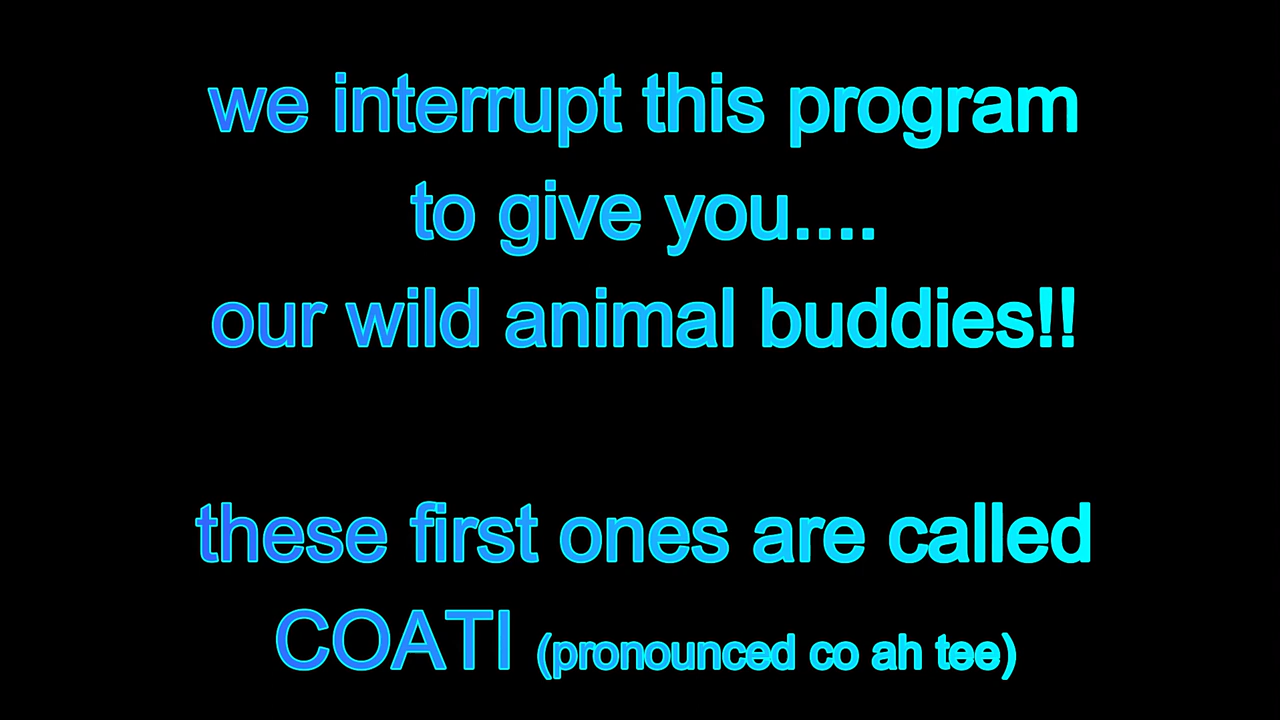 we interrupt this program
to give you....
our wild animal buddies!!
these first ones are called
COATI (pronounced co ah tee)